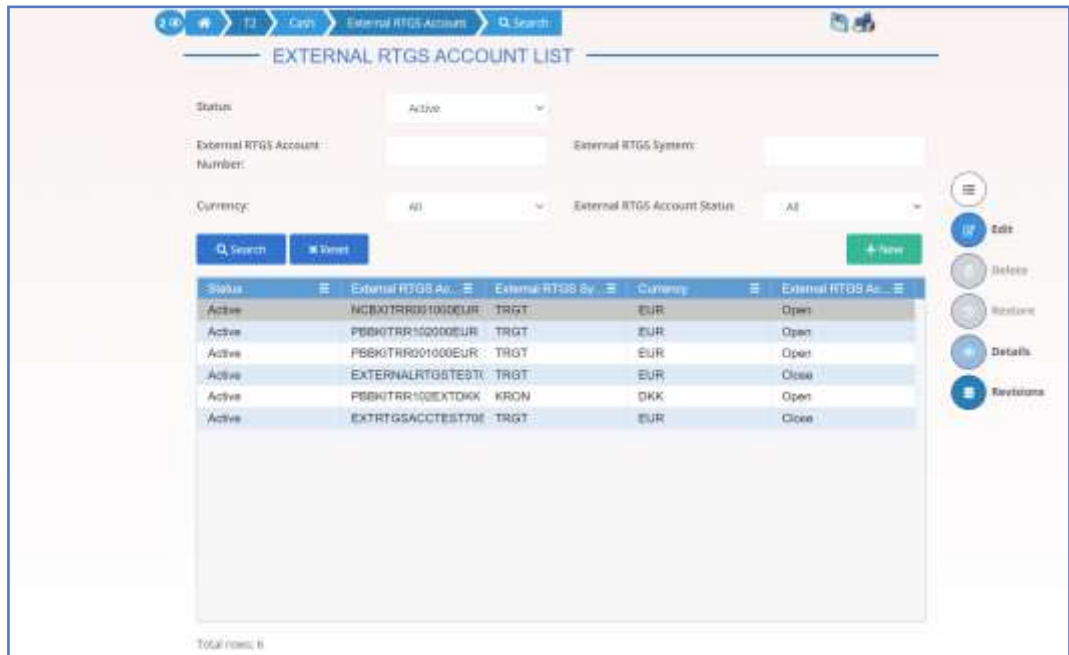 T2 Cash External RTGS Account Search
EXTERNAL RTGS ACCOUNT LIST
Status: Active
External RTGS Account Number: External RTGS System:
Currency: All External RTGS Account Status All
Search Reset New
Edit
Delete
Restore
Details
Revisions
Status External RTGS Ac... External RTGS Sy... Currency External RTGS Ac...
Active NCBXITRR001000EUR TRGT EUR Open
Active PBBKITRR102000EUR TRGT EUR Open
Active PBBKITRR001000EUR TRGT EUR Open
Active TRGT EUR Close
Active PBBKITRR102EXTDKK KRON DKK Open
Active TRGT EUR Close
Total rows: 6